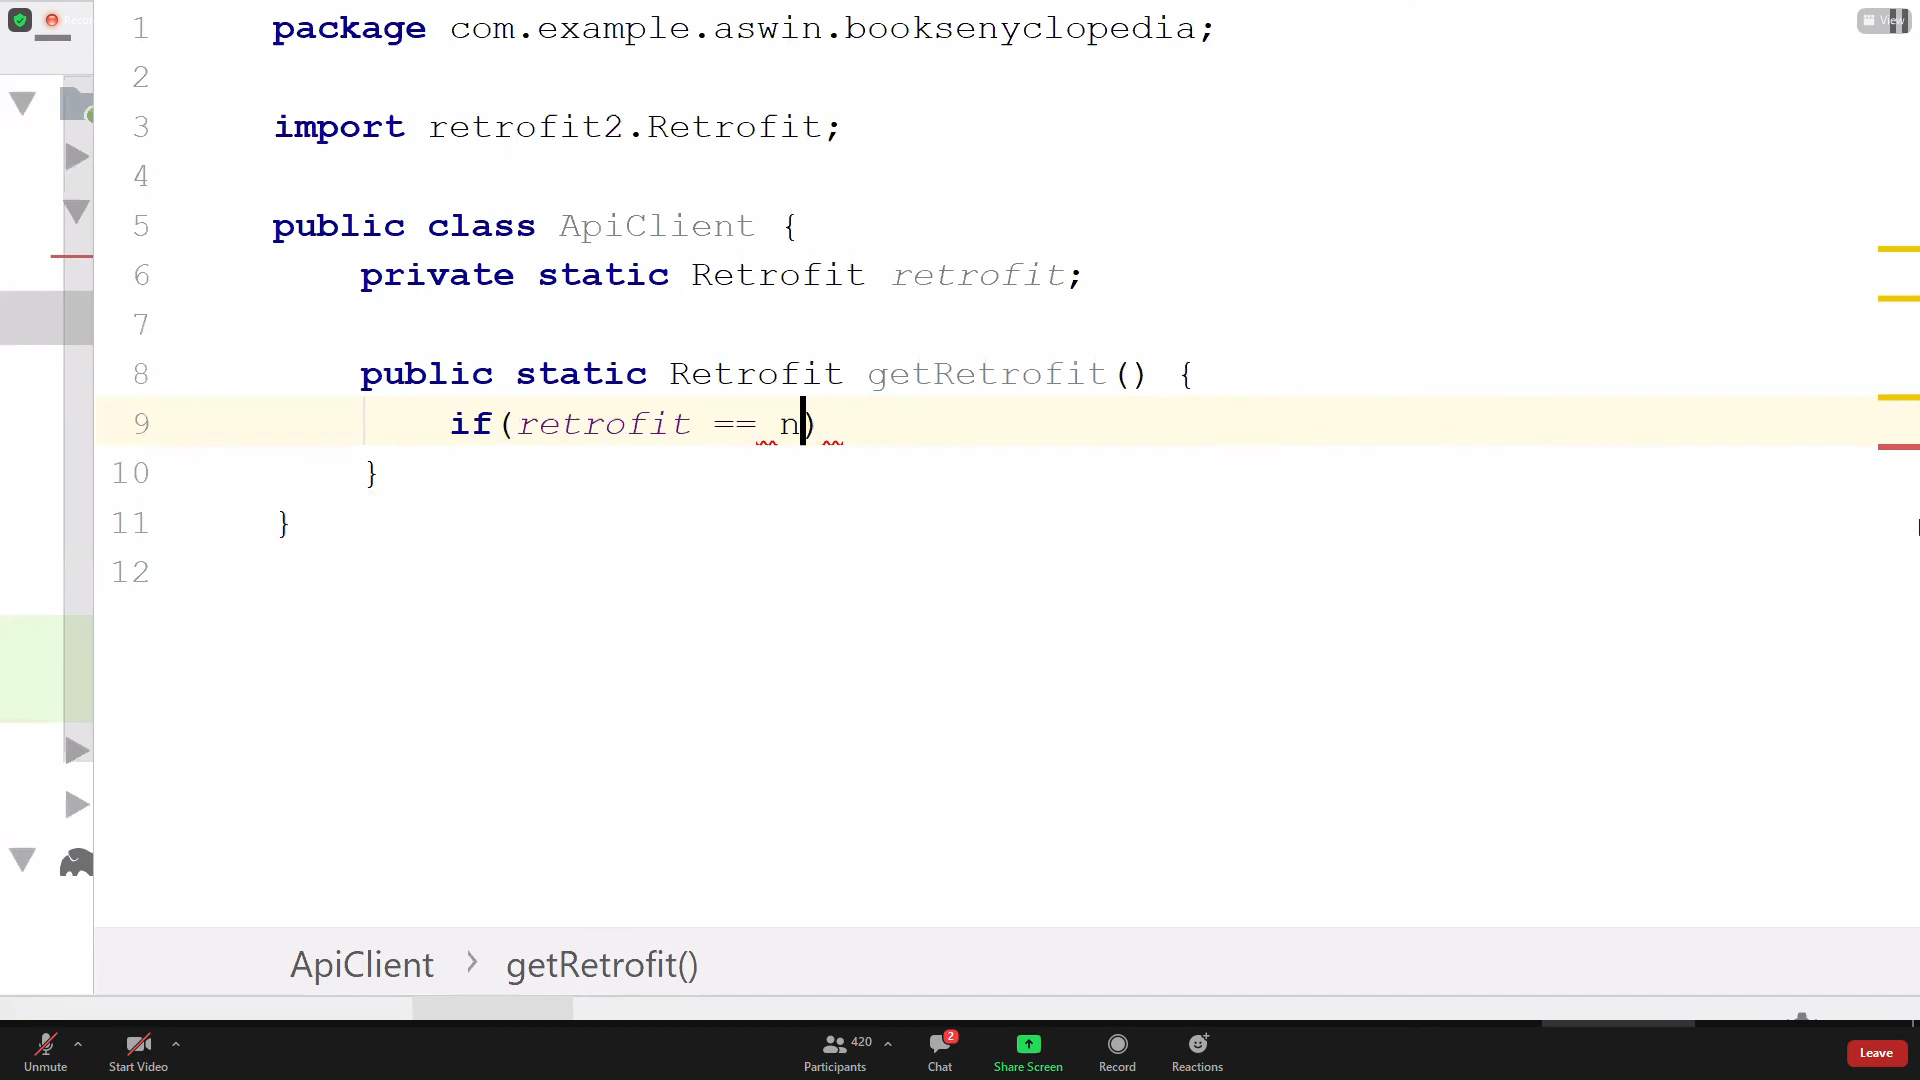 Recor
View
1 package com.example.aswin.booksenyclopedia;
2
3 import retrofit2.Retrofit;
4
5 public class ApiClient {
6 private static Retrofit retrofit;
7
8 public static Retrofit getRetrofit() {
9 if(retrofit == n)
10 }
11 }
12
ApiClient > getRetrofit()
Unmute
Start Video
420
Participants
2
Chat
Share Screen
Record
Reactions
Leave